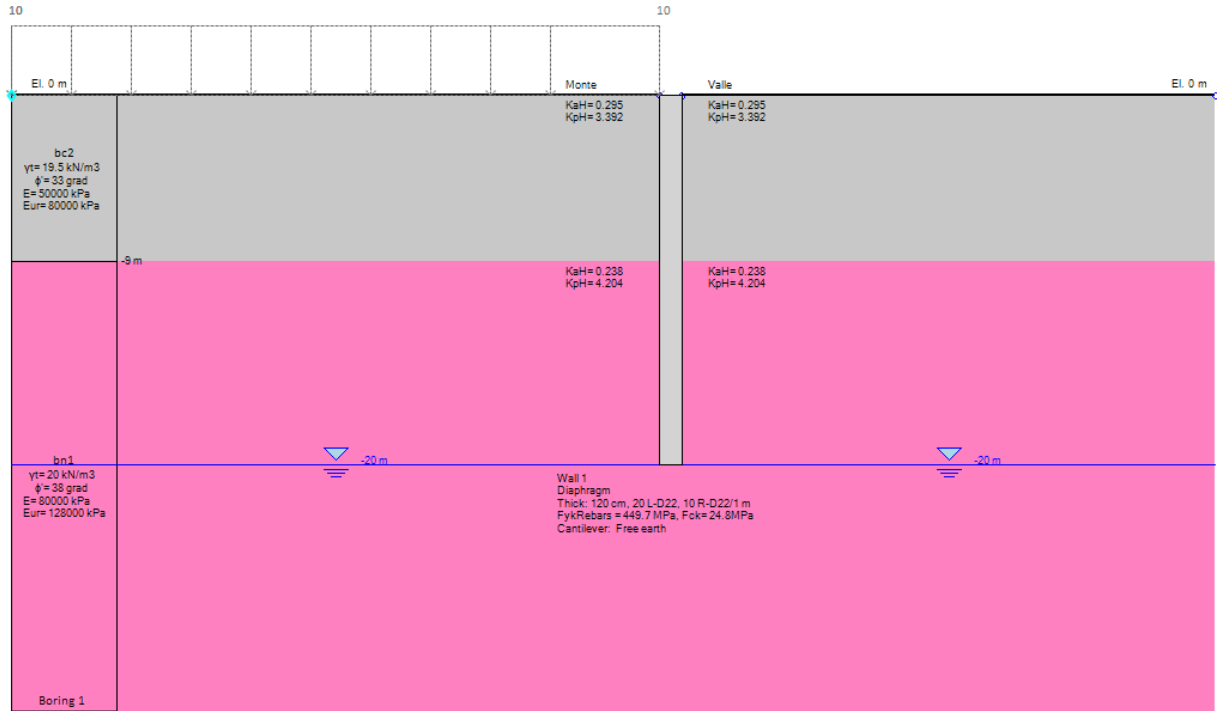 10 10
El. 0 m Monte Valle El. 0 m
KaH= 0.295
KpH= 3.392
KaH= 0.295
KpH= 3.392
bc2
γt= 19.5 kN/m3
ϕ'= 33 grad
E= 50000 kPa
Eur= 80000 kPa
-9 m
KaH= 0.238
KpH= 4.204
KaH= 0.238
KpH= 4.204
bn1
γt= 20 kN/m3
ϕ'= 38 grad
E= 80000 kPa
Eur= 128000 kPa
-20 m -20 m
Wall 1
Diaphragm
Thick: 120 cm, 20 L-D22, 10 R-D22/1 m
FykRebars = 449.7 MPa, Fck= 24.8MPa
Cantilever: Free earth
Boring 1